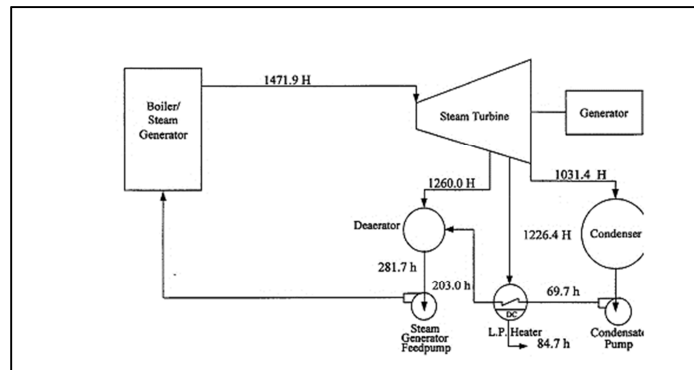 1471.9 H
Boiler/
Steam
Generator
Steam Turbine
Generator
1260.0 H
1031.4 H
Deaerator
1226.4 H
Condenser
281.7 h
203.0 h
69.7 h
DC
L.P. Heater
84.7 h
Steam
Generator
Feedpump
Condensate
Pump